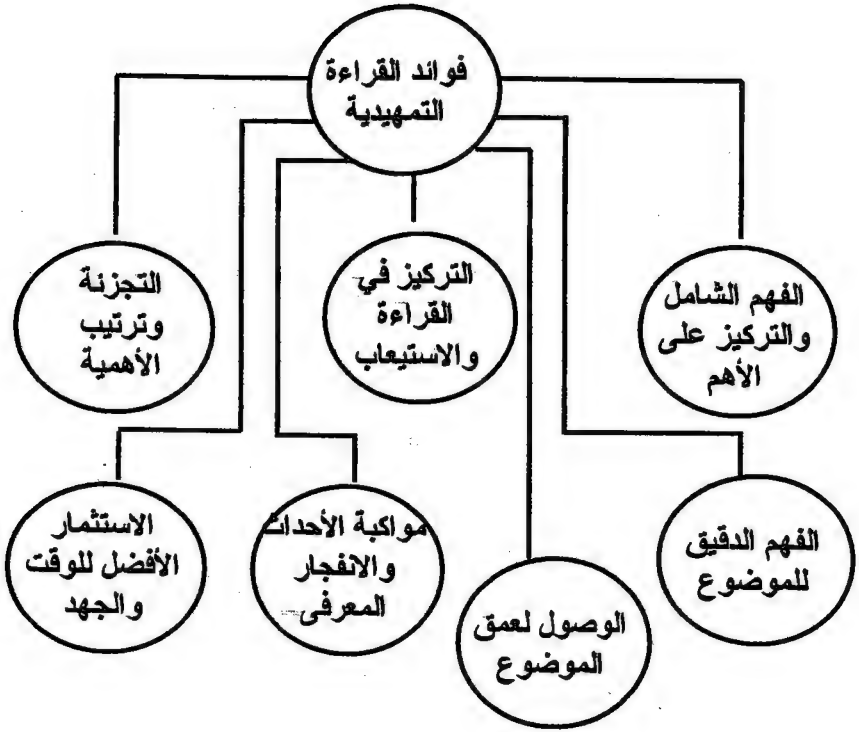 فوائد القراءة
التمهيدية
الفهم الشامل
والتركيز على
الأهم
التركيز في
القراءة
والاستيعاب
التجزئة
وترتيب
الأهمية
الفهم الدقيق
للموضوع
الوصول لعمق
الموضوع
مواكبة الأحداث
والانفجار
المعرفى
الاستثمار
الأفضل للوقت
والجهد